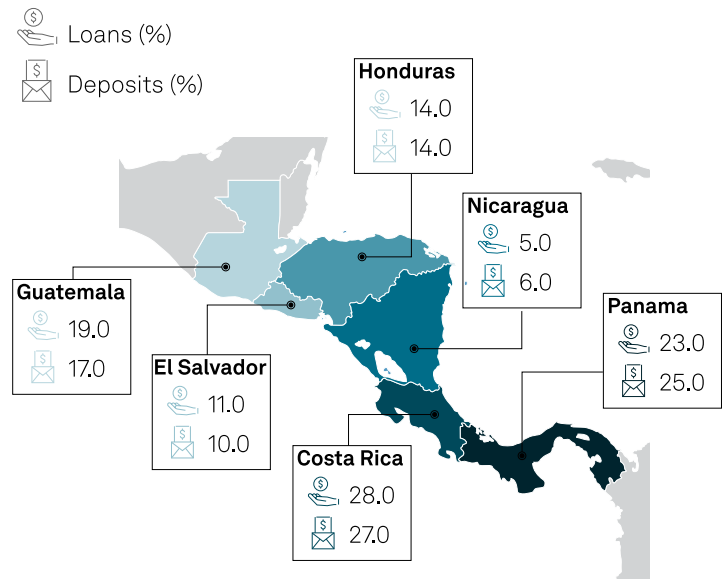 Loans (%)
Deposits (%)
Honduras
$ 14.0
$ 14.0
Nicaragua
$ 5.0
$ 6.0
Guatemala
$ 19.0
$ 17.0
Panama
$ 23.0
$ 25.0
El Salvador
$ 11.0
$ 10.0
Costa Rica
$ 28.0
$ 27.0